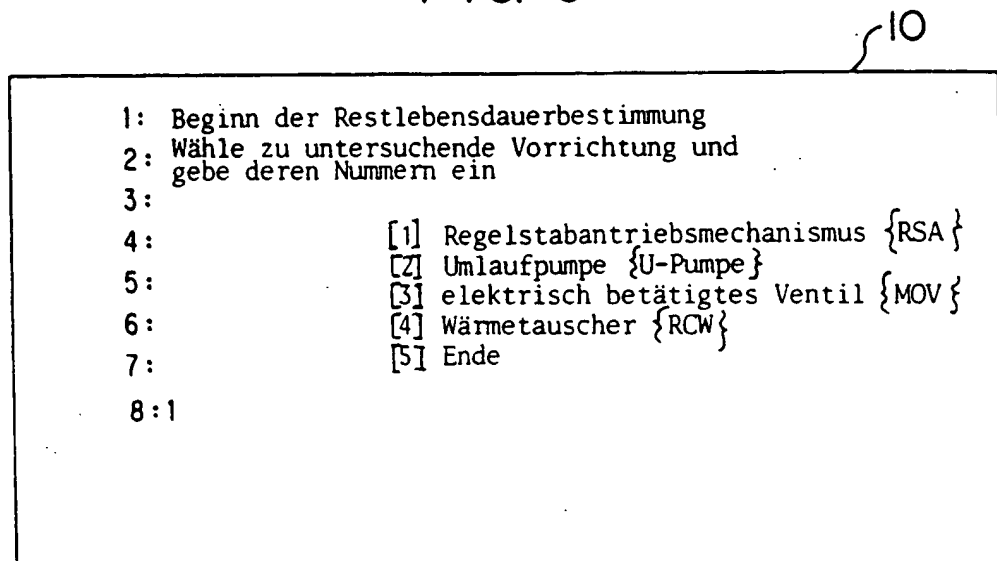 10
1: Beginn der Restlebensdauerbestimmung
2: Wähle zu untersuchende Vorrichtung und
gebe deren Nummern ein
3:
4: [1] Regelstabantriebsmechanismus {RSA}
[2] Umlaufpumpe {U-Pumpe}
5: [3] elektrisch betätigtes Ventil {MOV}
6: [4] Wärmetauscher {RCW}
7: [5] Ende
8:1